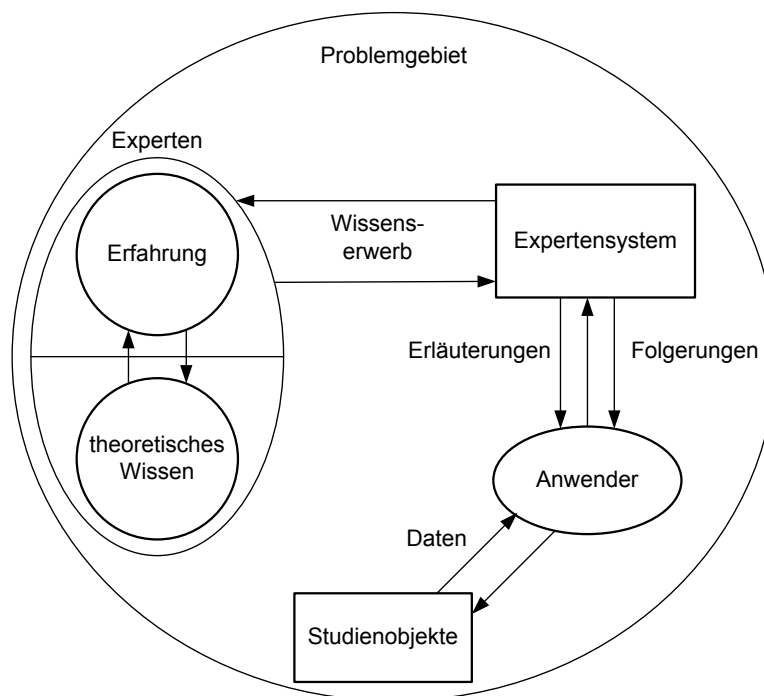 Problemgebiet
Experten
Erfahrung
Wissens-
erwerb
Expertensystem
Erläuterungen
Folgerungen
theoretisches
Wissen
Anwender
Daten
Studienobjekte